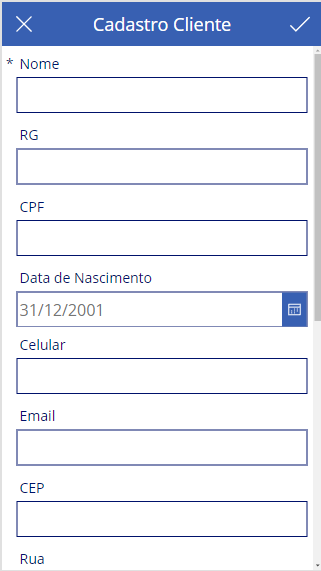 Cadastro Cliente
* Nome
RG
CPF
Data de Nascimento
31/12/2001
Celular
Email
CEP
Rua